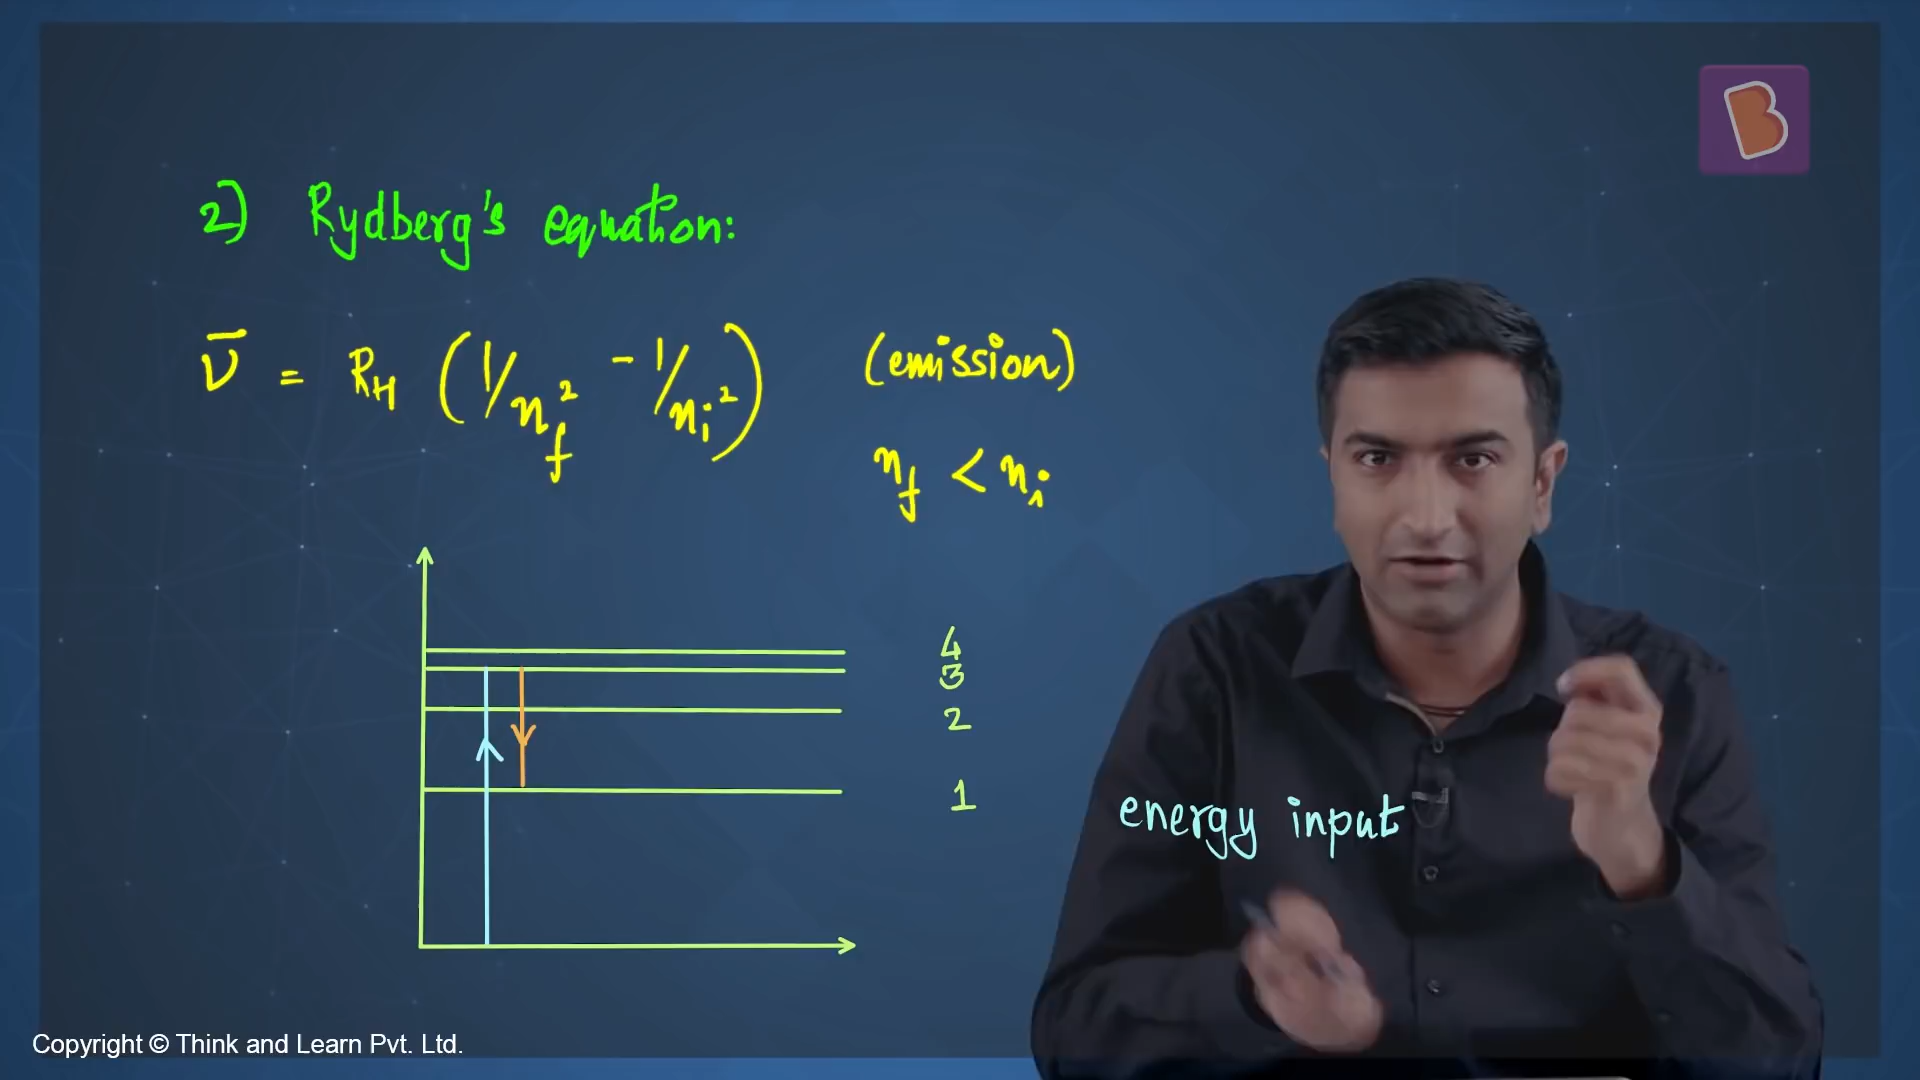 2) Rydberg's equation:
ν̄ = R_H (1/n_f² - 1/n_i²) (emission)
n_f < n_i
4
3
2
1
energy input
B
Copyright © Think and Learn Pvt. Ltd.